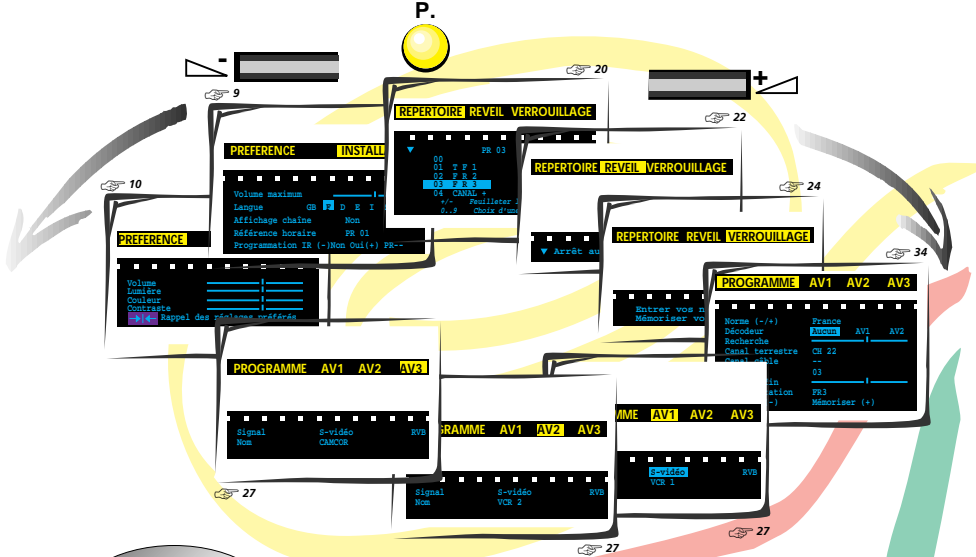 P.
-
+
☞ 20
☞ 9
☞ 22
☞ 10
☞ 24
☞ 34
REPERTOIRE REVEIL VERROUILLAGE
▼ PR 03
00
01 T F 1
02 F R 2
03 F R 3
04 CANAL +
+/- Feuilleter
0..9 Choix d'une
PREFERENCE
Volume maximum
Langue GB F D E I
Affichage chaîne Non
Référence horaire PR 01
Programmation IR (-)Non Oui(+) PR--
REPERTOIRE REVEIL VERROUILLAGE
▼ Arrêt au
PREFERENCE
Volume
Lumière
Couleur
Contraste
Rappel des réglages préférés
REPERTOIRE REVEIL VERROUILLAGE
Entrer vos
Mémoriser
PROGRAMME AV1 AV2 AV3
Norme (-/+) France
Décodeur Aucun AV1 AV2
Recherche
Canal terrestre CH 22
--
03
FR3
-) Mémoriser (+)
PROGRAMME AV1 AV2 AV3
Signal S-vidéo RVB
Nom CAMCOR
☞ 27
AV1 AV2 AV3
Signal S-vidéo RVB
Nom VCR 2
☞ 27
AV1 AV2 AV3
S-vidéo RVB
VCR 1
☞ 27